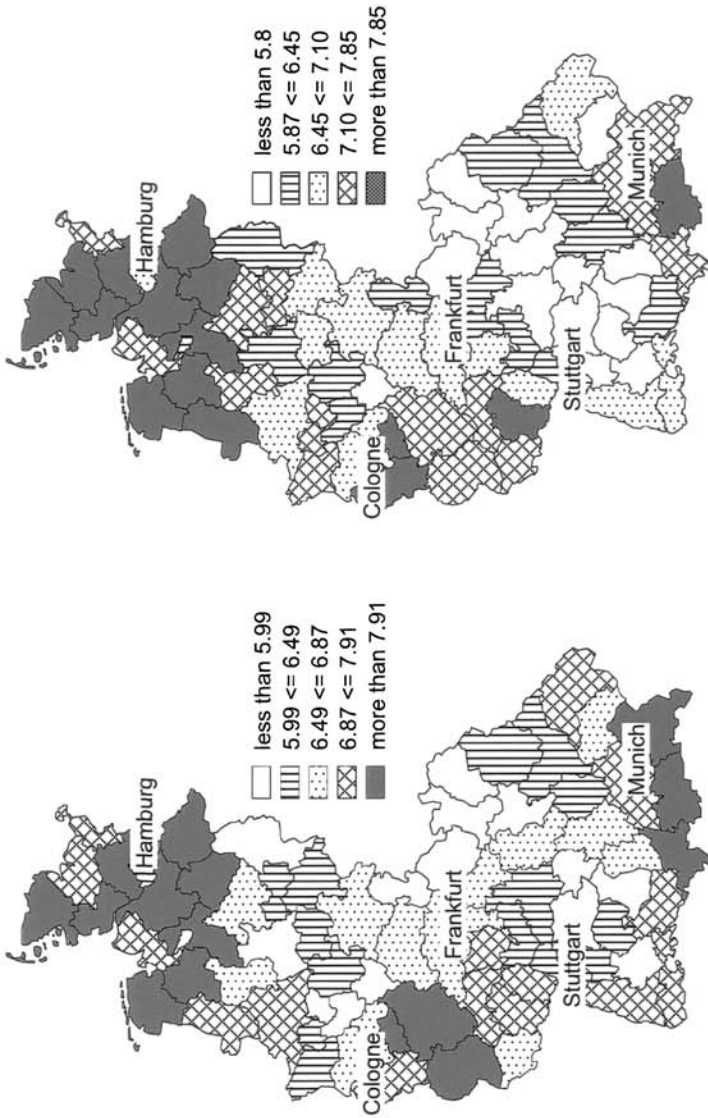 Hamburg
less than 5.99
5.99 <= 6.49
6.49 <= 6.87
6.87 <= 7.91
more than 7.91
Cologne
Frankfurt
Stuttgart
Munich
Hamburg
less than 5.8
5.87 <= 6.45
6.45 <= 7.10
7.10 <= 7.85
more than 7.85
Cologne
Frankfurt
Stuttgart
Munich